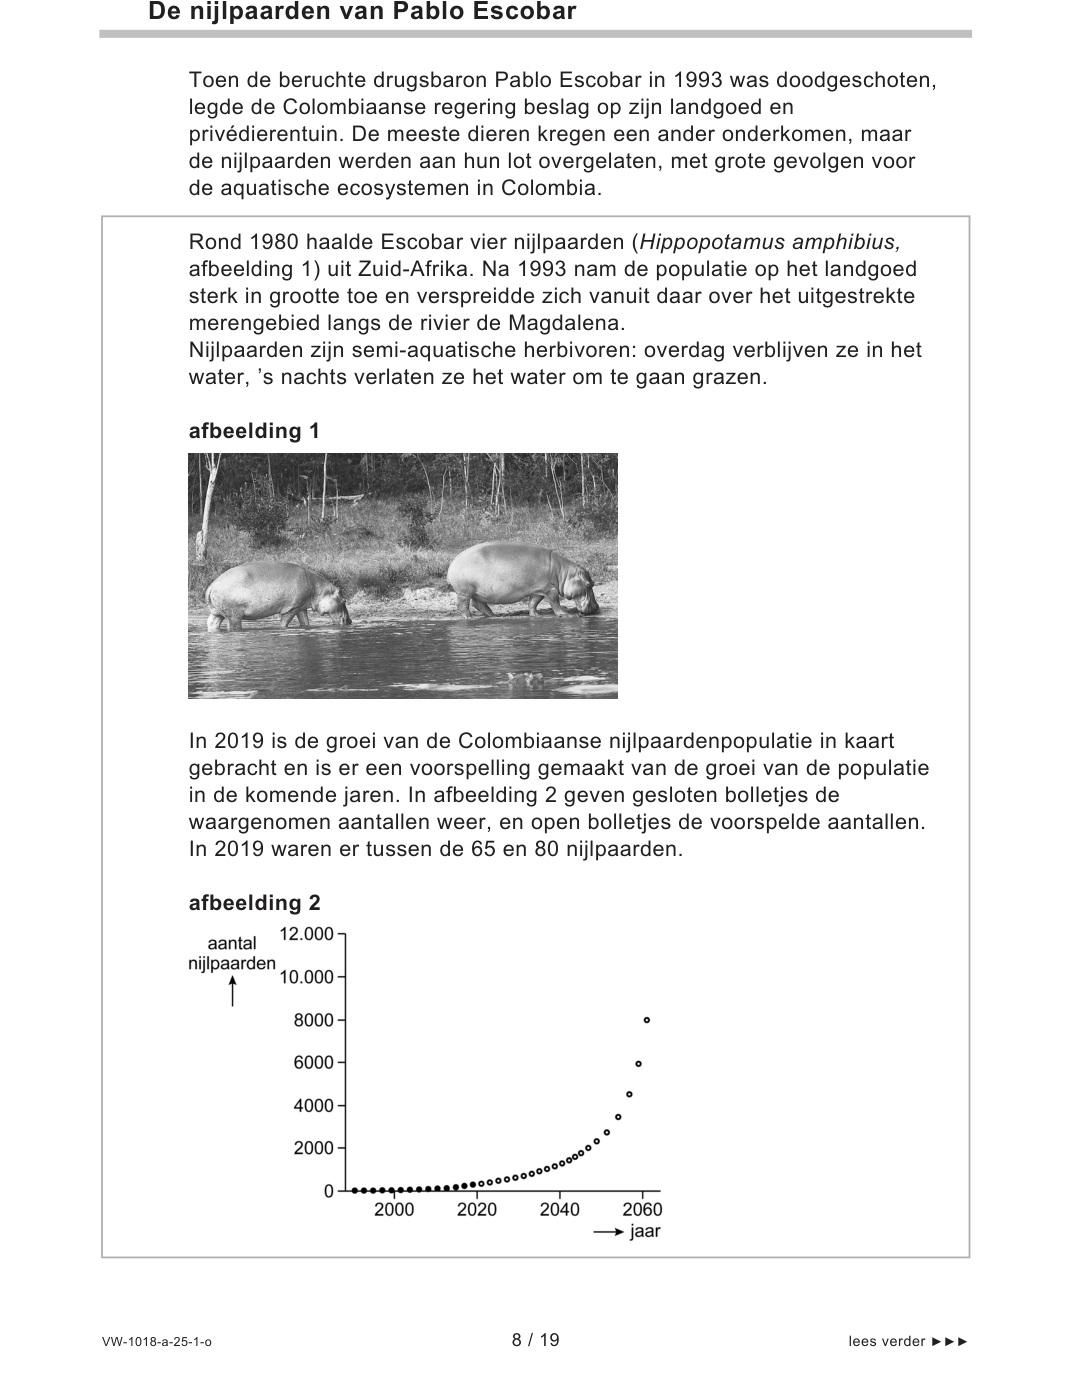 De nijlpaarden van Pablo Escobar
Toen de beruchte drugsbaron Pablo Escobar in 1993 was doodgeschoten,
legde de Colombiaanse regering beslag op zijn landgoed en
privédierentuin. De meeste dieren kregen een ander onderkomen, maar
de nijlpaarden werden aan hun lot overgelaten, met grote gevolgen voor
de aquatische ecosystemen in Colombia.
Rond 1980 haalde Escobar vier nijlpaarden (Hippopotamus amphibius,
afbeelding 1) uit Zuid-Afrika. Na 1993 nam de populatie op het landgoed
sterk in grootte toe en verspreidde zich vanuit daar over het uitgestrekte
merengebied langs de rivier de Magdalena.
Nijlpaarden zijn semi-aquatische herbivoren: overdag verblijven ze in het
water, ’s nachts verlaten ze het water om te gaan grazen.
afbeelding 1
In 2019 is de groei van de Colombiaanse nijlpaardenpopulatie in kaart
gebracht en is er een voorspelling gemaakt van de groei van de populatie
in de komende jaren. In afbeelding 2 geven gesloten bolletjes de
waargenomen aantallen weer, en open bolletjes de voorspelde aantallen.
In 2019 waren er tussen de 65 en 80 nijlpaarden.
afbeelding 2
aantal
nijlpaarden
12.000
10.000
8000
6000
4000
2000
0
2000 2020 2040 2060
jaar
VW-1018-a-25-1-o 8 / 19 lees verder ►►►